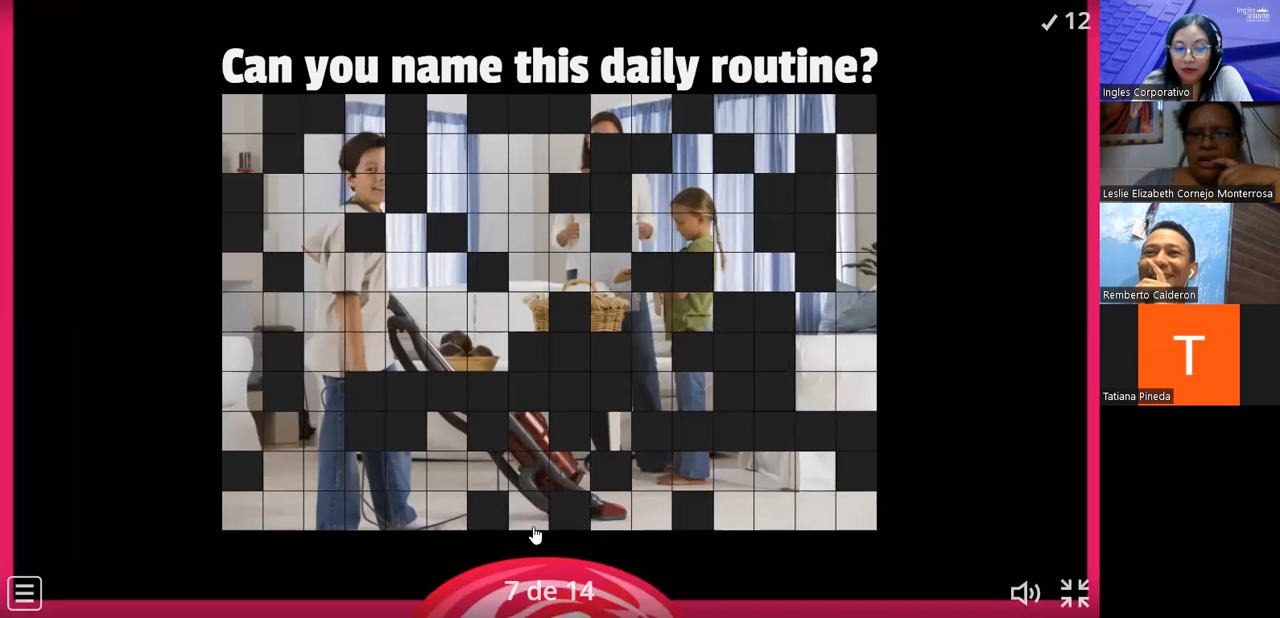 ✓ 12
Can you name this daily routine?
7 de 14
Ingles Corporativo
Leslie Elizabeth Cornejo Monterrosa
Remberto Calderon
T
Tatiana Pineda